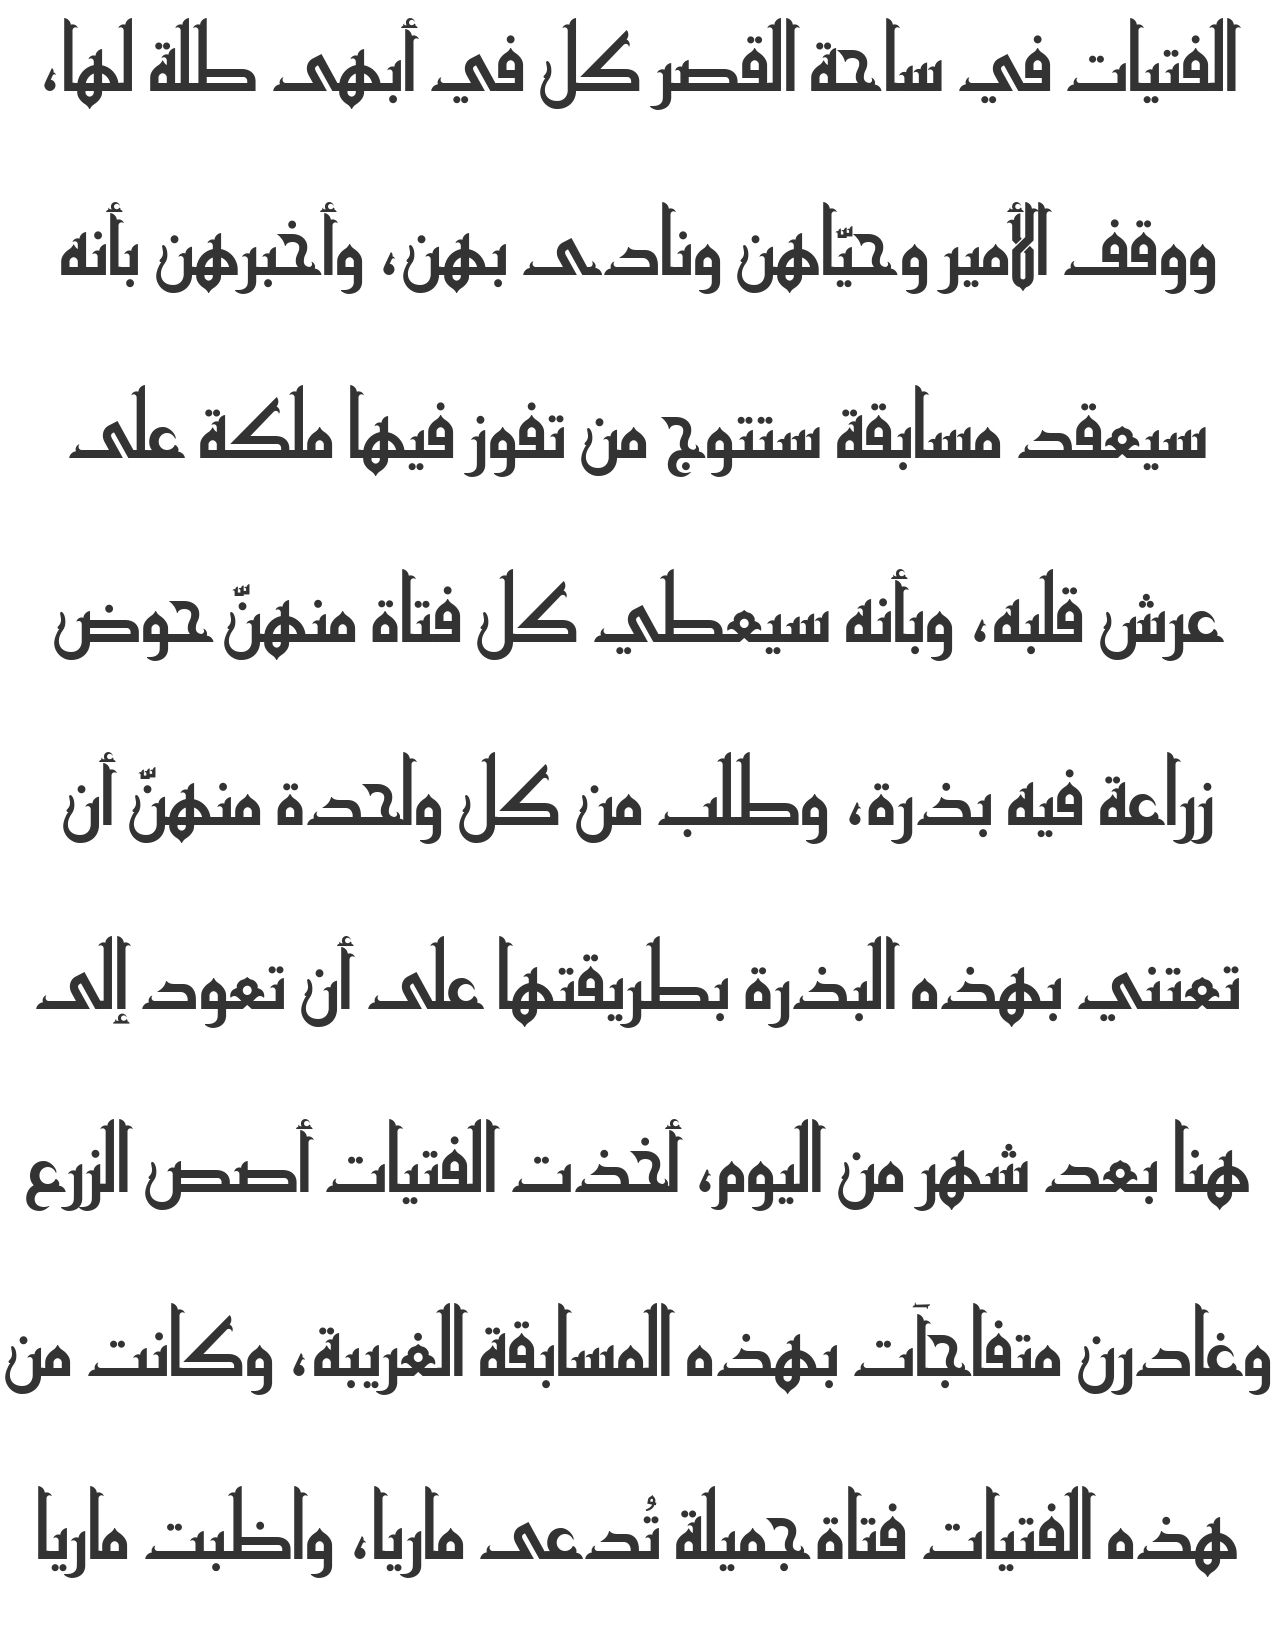 الفتيات في ساحة القصر كل في أبهى طلة لها،
ووقف الأمير وحيّاهن ونادى بهن، وأخبرهن بأنه
سيعقد مسابقة ستتوج من تفوز فيها ملكة على
عرش قلبه، وبأنه سيعطي كل فتاة منهنّ حوض
زراعة فيه بذرة، وطلب من كل واحدة منهنّ أن
تعتني بهذه البذرة بطريقتها على أن تعود إلى
هنا بعد شهر من اليوم، أخذت الفتيات أصص الزرع
وغادرن متفاجآت بهذه المسابقة الغريبة، وكانت من
هذه الفتيات فتاة جميلة تُدعى ماريا، واظبت ماريا